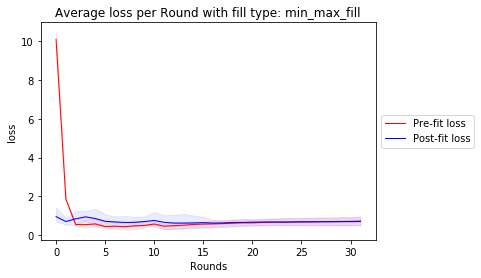 Average loss per Round with fill type: min_max_fill
10
8
6
4
2
0
loss
0 5 10 15 20 25 30
Rounds
Pre-fit loss
Post-fit loss